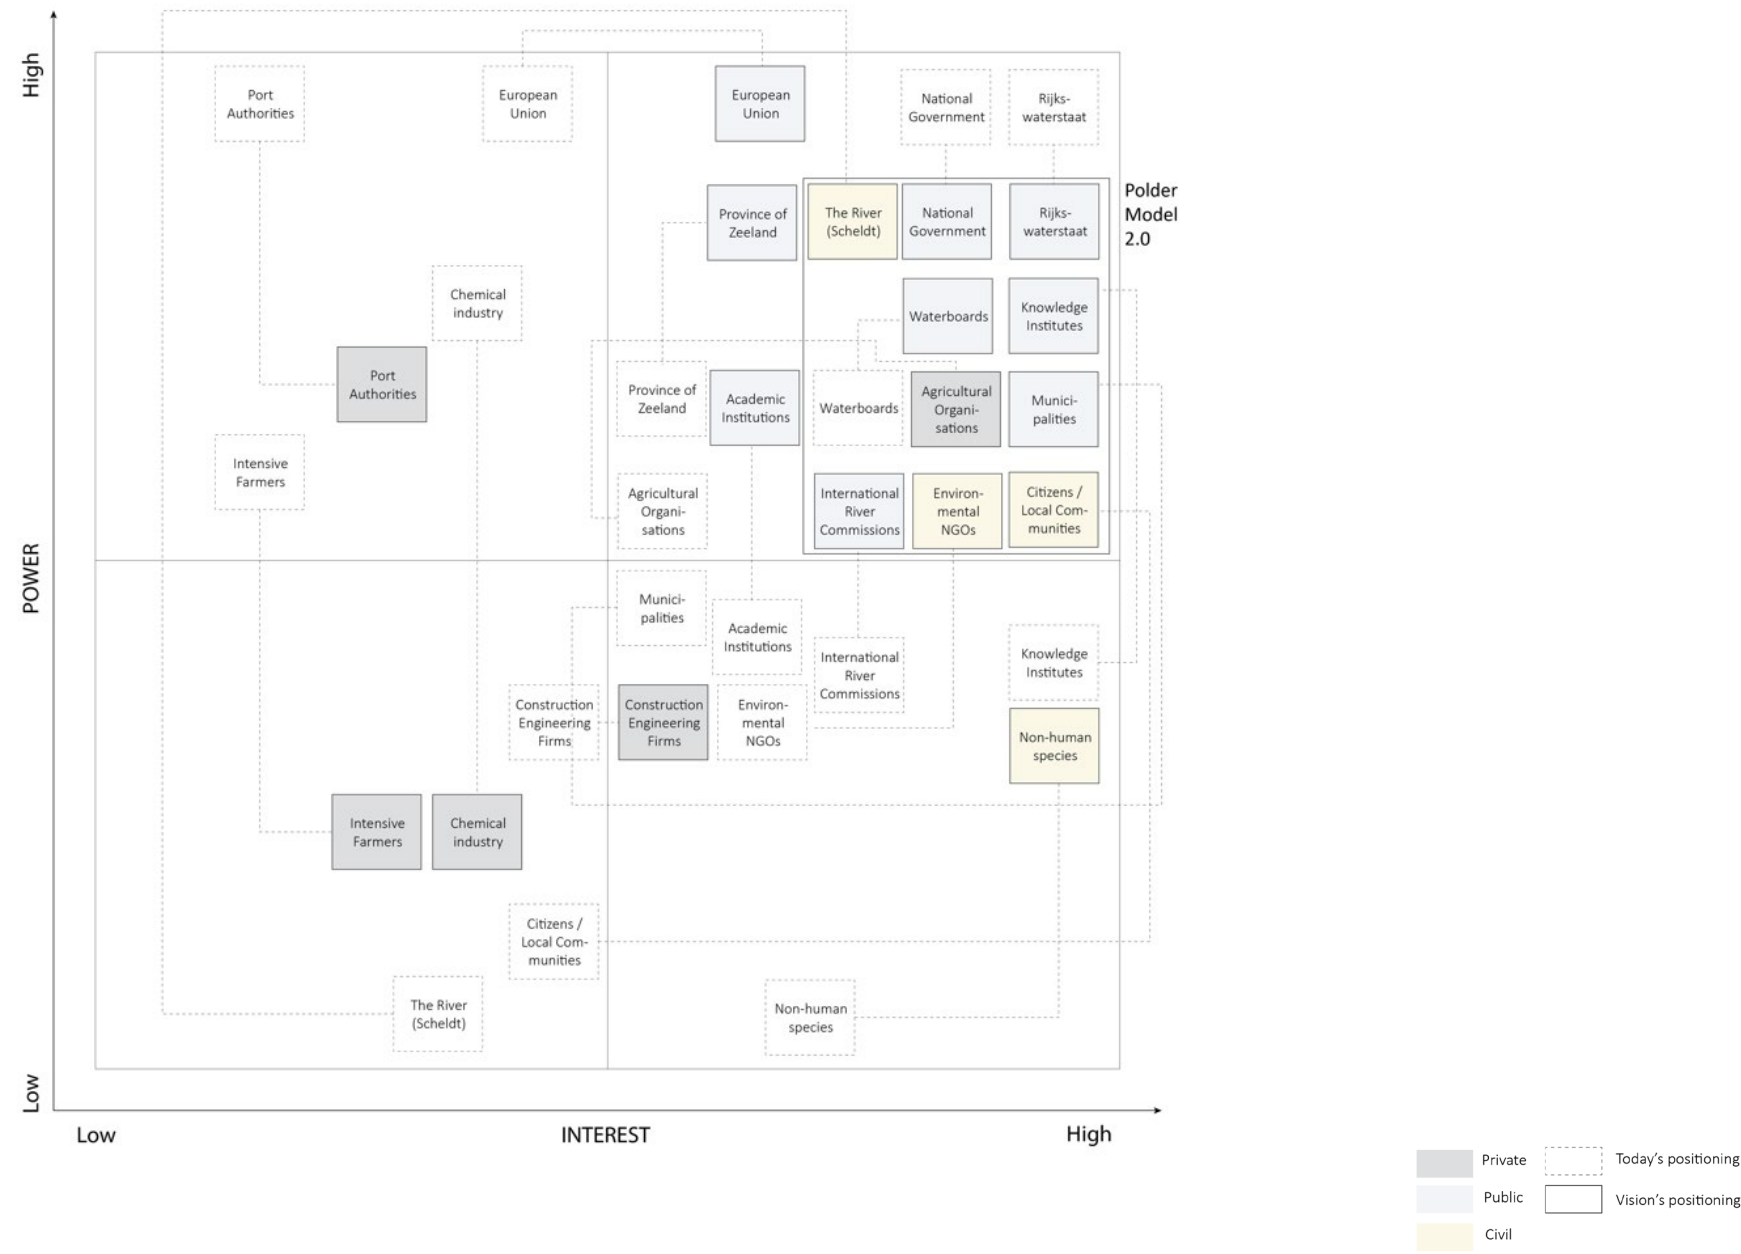 High
Port
Authorities
European
Union
European
Union
National
Government
Rijks-
waterstaat
Polder
Model
2.0
Province of
Zeeland
The River
(Scheldt)
National
Government
Rijks-
waterstaat
Chemical
industry
Waterboards
Knowledge
Institutes
Port
Authorities
Province of
Zeeland
Academic
Institutions
Waterboards
Agricultural
Organi-
sations
Munici-
palities
Intensive
Farmers
Agricultural
Organi-
sations
International
River
Commissions
Environ-
mental
NGOs
Citizens /
Local Com-
munities
POWER
Munici-
palities
Academic
Institutions
International
River
Commissions
Knowledge
Institutes
Construction
Engineering
Firms
Construction
Engineering
Firms
Environ-
mental
NGOs
Non-human
species
Intensive
Farmers
Chemical
industry
Citizens /
Local Com-
munities
The River
(Scheldt)
Non-human
species
Low
Low
INTEREST
High
Private
Today's positioning
Public
Vision's positioning
Civil